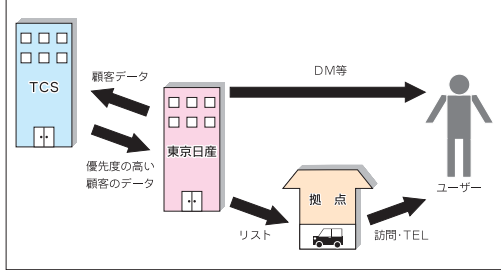 TCS
顧客データ
優先度の高い
顧客のデータ
東京日産
DM等
リスト
拠　点
訪問・TEL
ユーザー